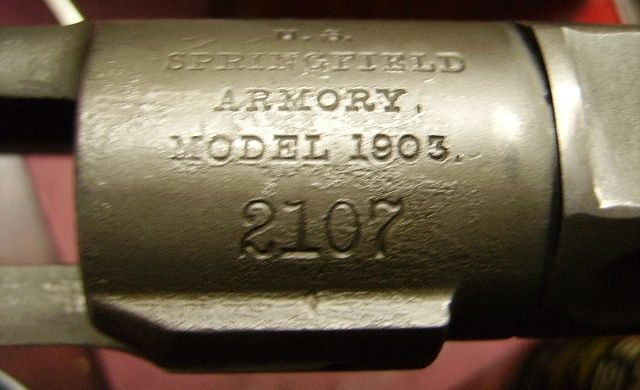 U.S.
SPRINGFIELD
ARMORY.
MODEL 1903.
2107